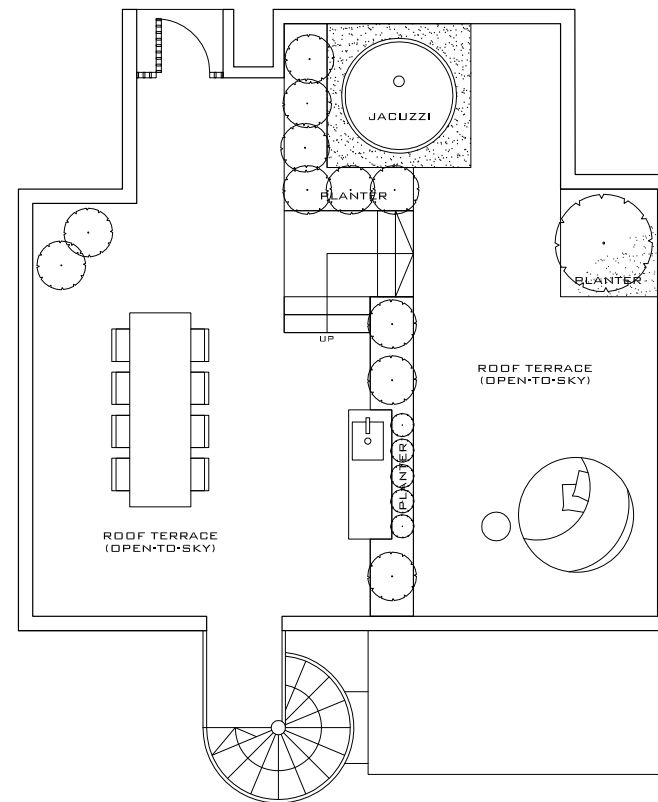 JACUZZI
PLANTER
PLANTER
UP
ROOF TERRACE
(OPEN-TO-SKY)
PLANTER
ROOF TERRACE
(OPEN-TO-SKY)